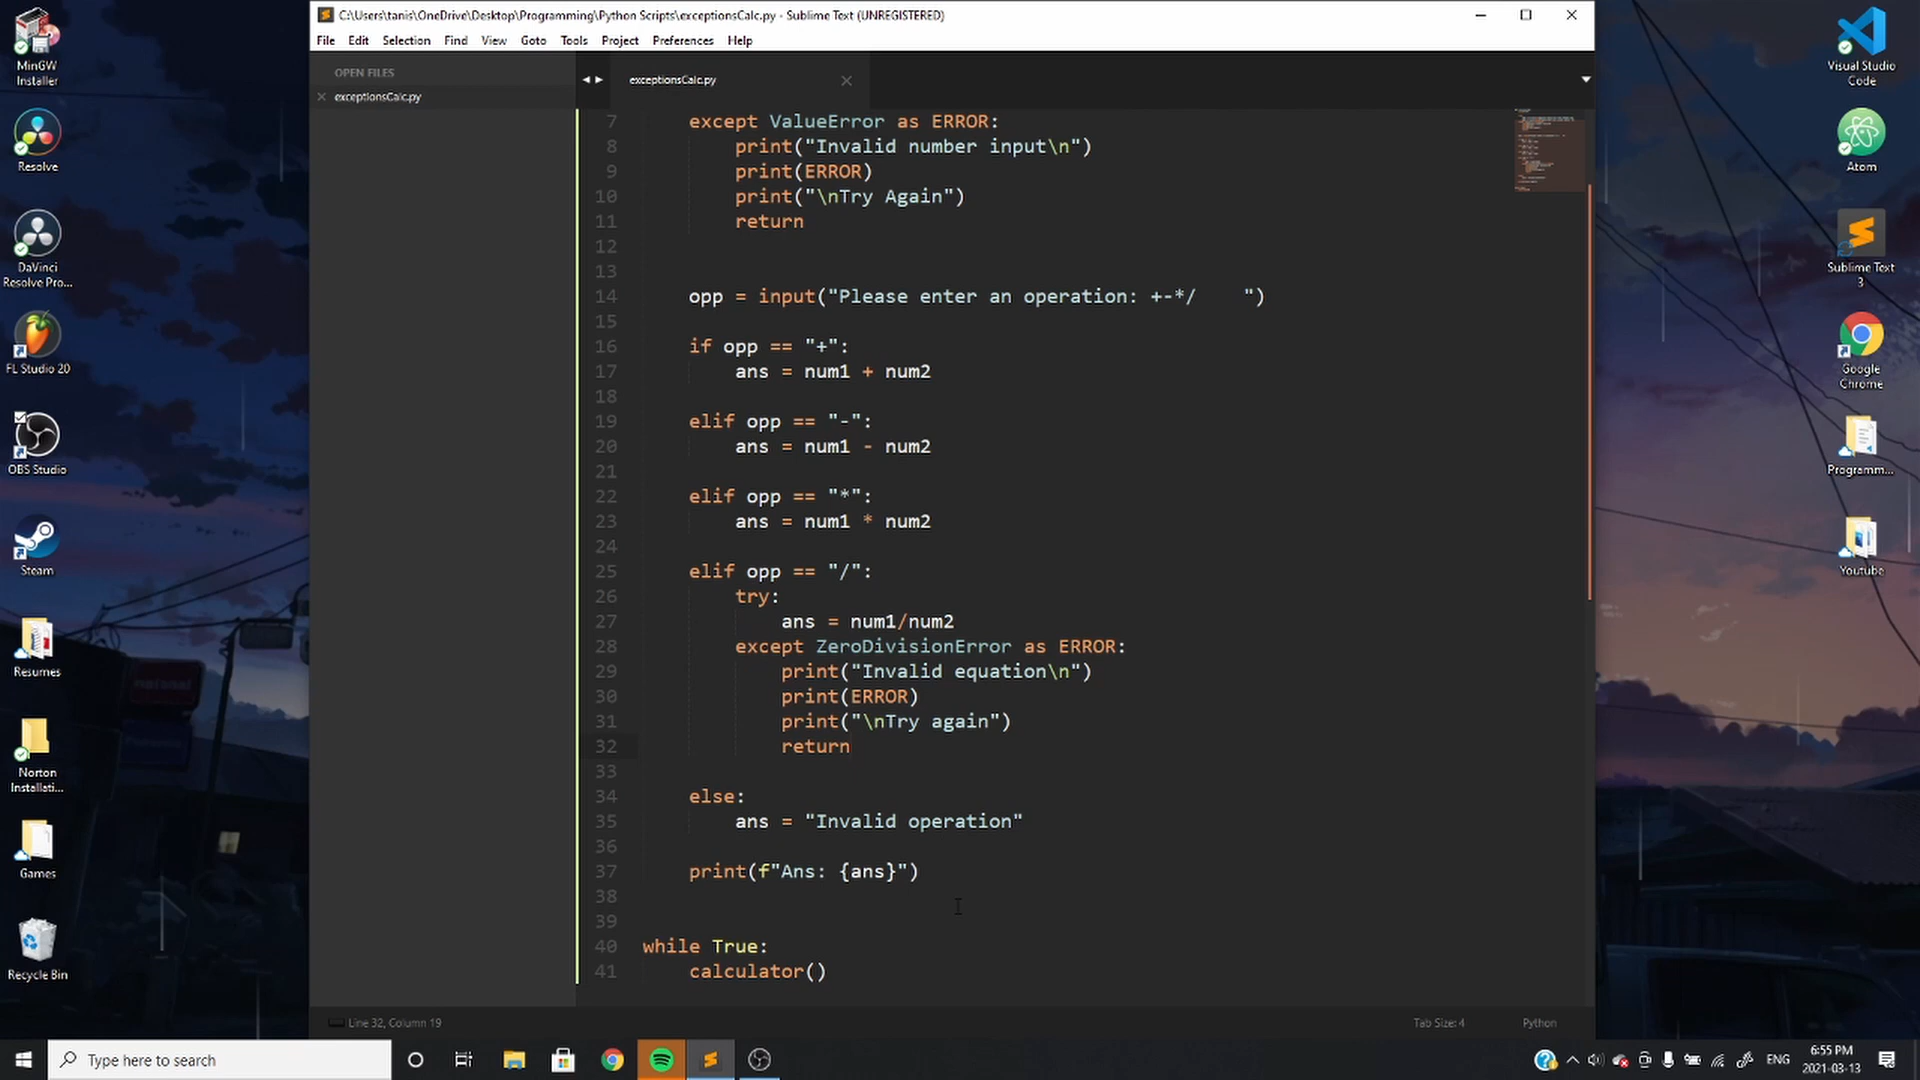 C:\Users\tanis\OneDrive\Desktop\Programming\Python Scripts\exceptionsCalc.py - Sublime Text (UNREGISTERED)
File Edit Selection Find View Goto Tools Project Preferences Help
OPEN FILES
exceptionsCalc.py
exceptionsCalc.py
7 except ValueError as ERROR:
8 print("Invalid number input\n")
9 print(ERROR)
10 print("\nTry Again")
11 return
12
13
14 opp = input("Please enter an operation: +-*/    ")
15
16 if opp == "+":
17 ans = num1 + num2
18
19 elif opp == "-":
20 ans = num1 - num2
21
22 elif opp == "*":
23 ans = num1 * num2
24
25 elif opp == "/":
26 try:
27 ans = num1/num2
28 except ZeroDivisionError as ERROR:
29 print("Invalid equation\n")
30 print(ERROR)
31 print("\nTry again")
32 return
33
34 else:
35 ans = "Invalid operation"
36
37 print(f"Ans: {ans}")
38
39
40 while True:
41 calculator()
Line 32, Column 19
Tab Size: 4
Python
MinGW
Installer
Resolve
DaVinci
Resolve Pro...
FL Studio 20
OBS Studio
Steam
Resumes
Norton
Installati...
Games
Recycle Bin
Visual Studio
Code
Atom
Sublime Text
3
Google
Chrome
Programm...
Youtube
Type here to search
ENG
6:55 PM
2021-03-13